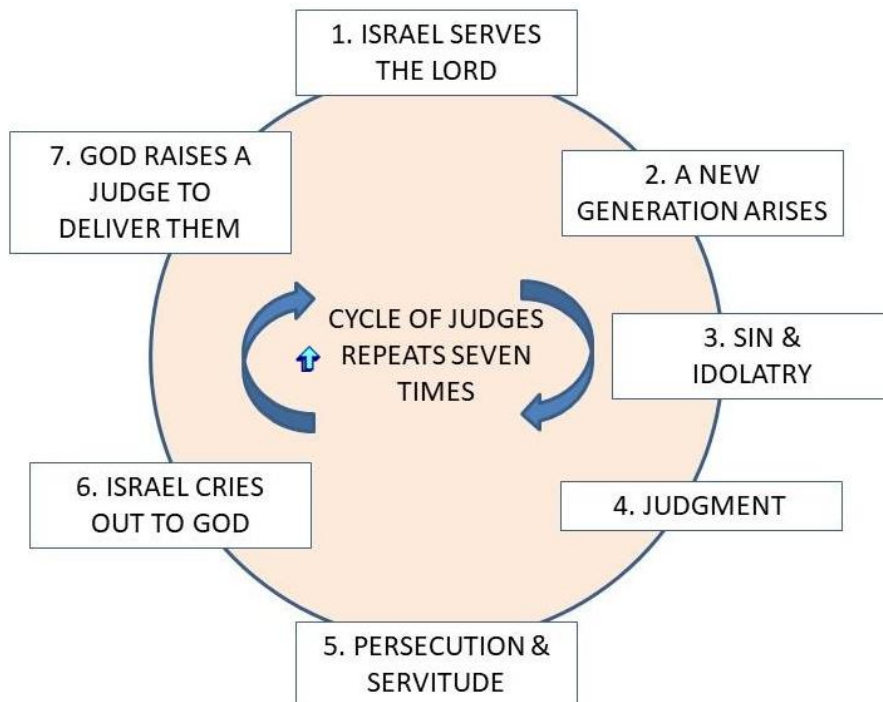 1. ISRAEL SERVES
THE LORD
2. A NEW
GENERATION ARISES
3. SIN &
IDOLATRY
4. JUDGMENT
5. PERSECUTION &
SERVITUDE
6. ISRAEL CRIES
OUT TO GOD
7. GOD RAISES A
JUDGE TO
DELIVER THEM
CYCLE OF JUDGES
REPEATS SEVEN
TIMES